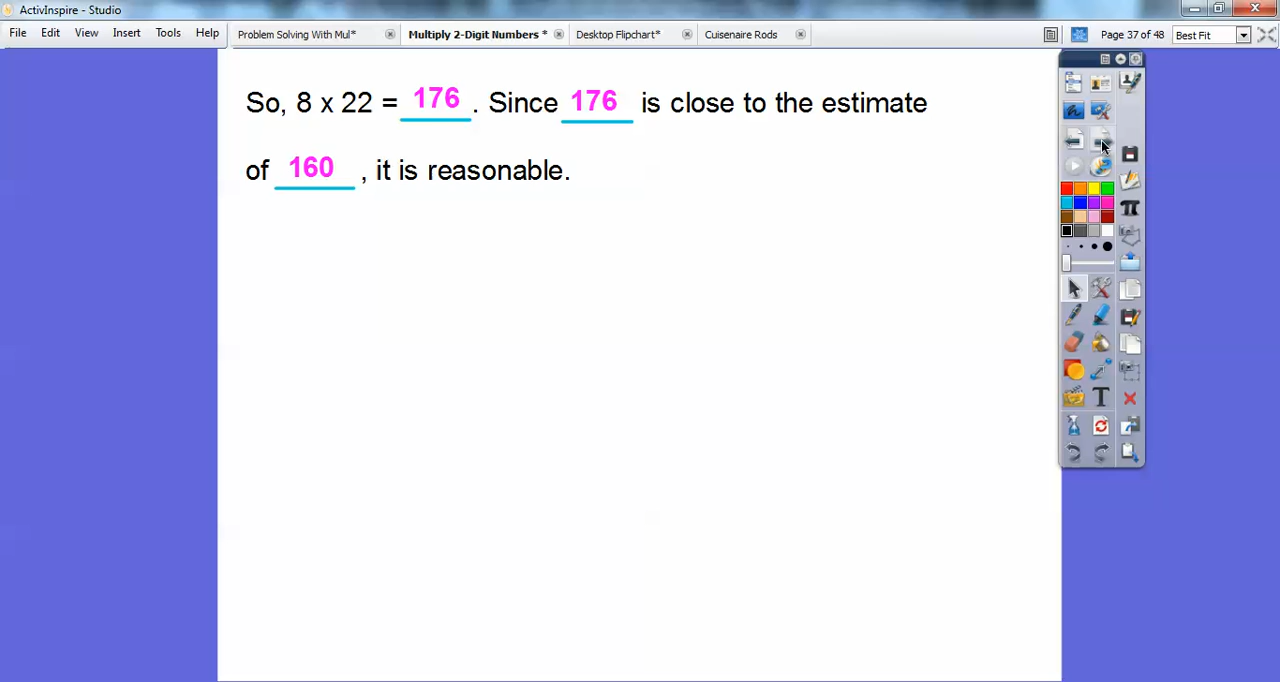 ActivInspire - Studio
File Edit View Insert Tools Help Problem Solving With Mul* Multiply 2-Digit Numbers * Desktop Flipchart* Cuisenaire Rods Page 37 of 48 Best Fit
So, 8 x 22 = 176 . Since 176 is close to the estimate
of 160 , it is reasonable.